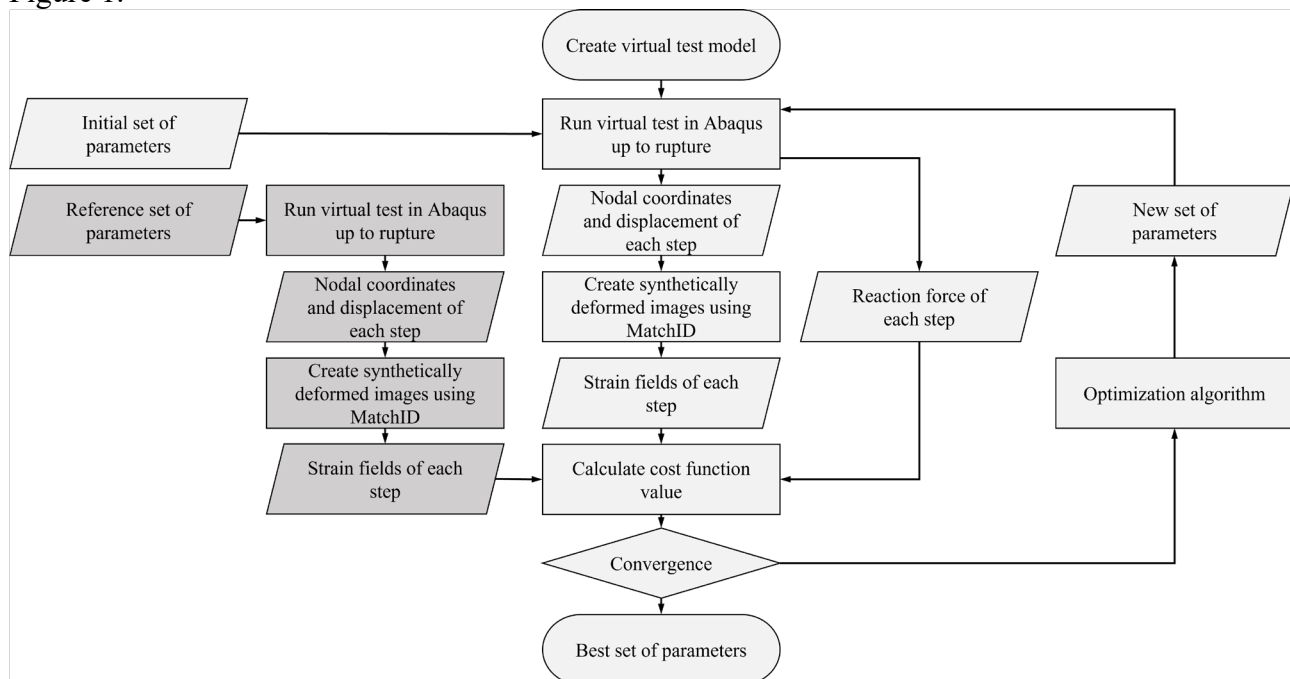 Figure 1.
Create virtual test model
Initial set of
parameters
Run virtual test in Abaqus
up to rupture
Reference set of
parameters
Run virtual test in Abaqus
up to rupture
Nodal coordinates
and displacement of
each step
New set of
parameters
Nodal coordinates
and displacement of
each step
Create synthetically
deformed images using
MatchID
Reaction force of
each step
Create synthetically
deformed images using
MatchID
Strain fields of each
step
Optimization algorithm
Strain fields of each
step
Calculate cost function
value
Convergence
Best set of parameters